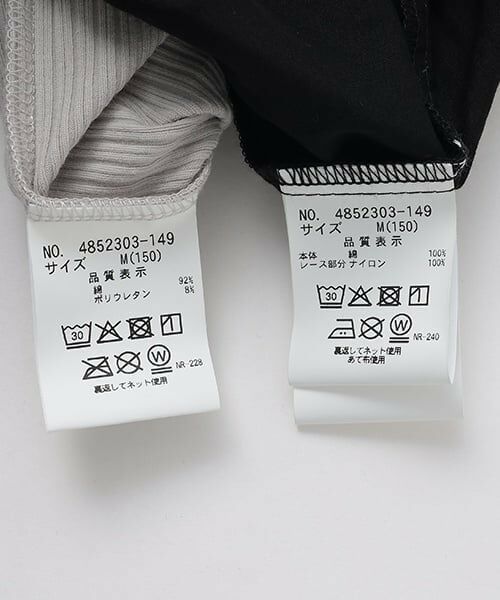 NO. 4852303-149
サイズ M(150)
品質表示
綿 92%
ポリウレタン 8%
30
W
NR-228
裏返してネット使用
NO. 4852303-149
サイズ M(150)
品質表示
本体 綿 100%
レース部分 ナイロン 100%
30
W
NR-240
裏返してネット使用
あて布使用